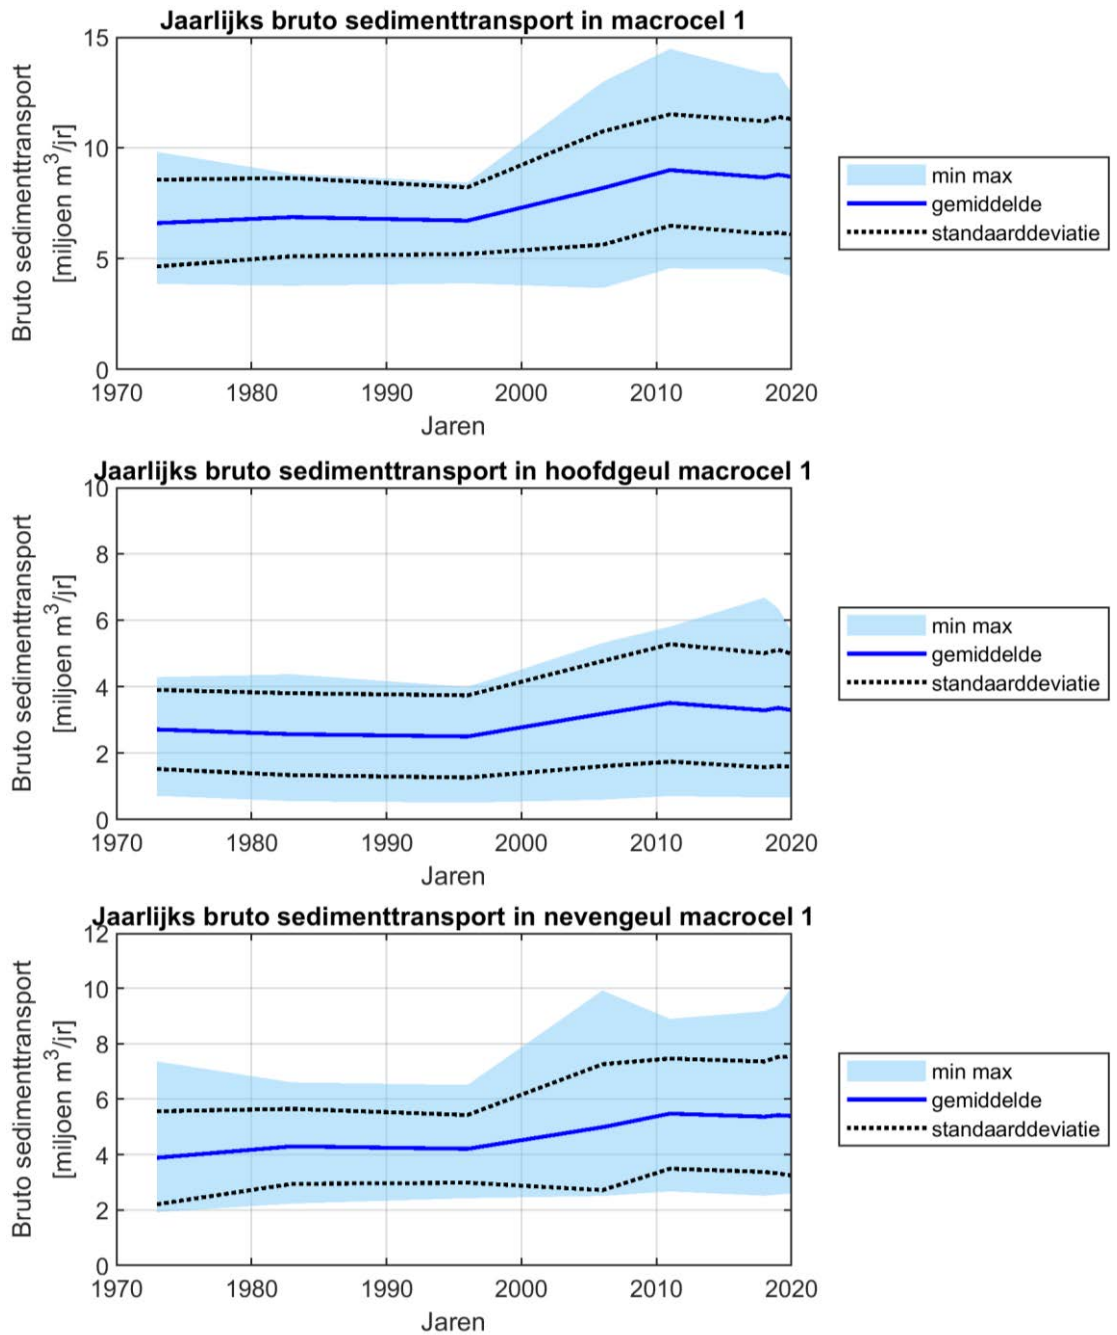 Jaarlijks bruto sedimenttransport in macrocel 1
Bruto sedimenttransport
[miljoen m³/jr]
15
10
5
0
1970 1980 1990 2000 2010 2020
Jaren
min max
gemiddelde
standaarddeviatie
Jaarlijks bruto sedimenttransport in hoofdgeul macrocel 1
Bruto sedimenttransport
[miljoen m³/jr]
10
8
6
4
2
0
1970 1980 1990 2000 2010 2020
Jaren
min max
gemiddelde
standaarddeviatie
Jaarlijks bruto sedimenttransport in nevengeul macrocel 1
Bruto sedimenttransport
[miljoen m³/jr]
12
10
8
6
4
2
0
1970 1980 1990 2000 2010 2020
Jaren
min max
gemiddelde
standaarddeviatie